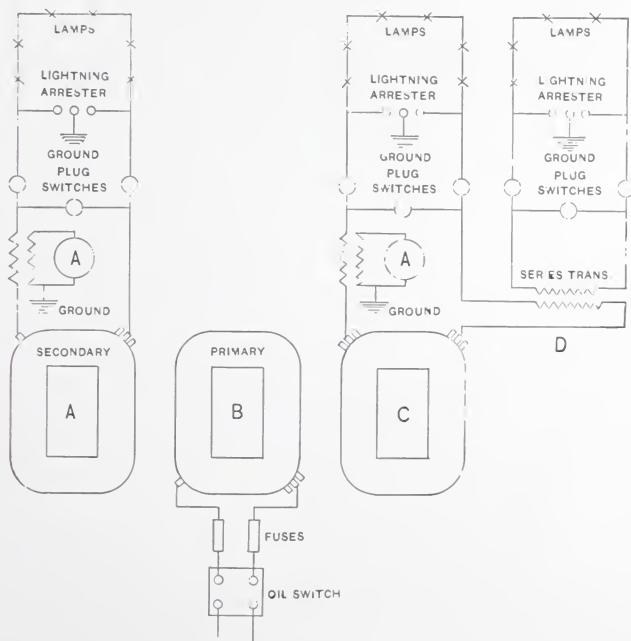 LAMPS
LIGHTNING
ARRESTER
GROUND
PLUG
SWITCHES
A
GROUND
SECONDARY
A
PRIMARY
B
FUSES
OIL SWITCH
LAMPS
LIGHTNING
ARRESTER
GROUND
PLUG
SWITCHES
A
GROUND
C
LAMPS
LIGHTNING
ARRESTER
GROUND
PLUG
SWITCHES
SERIES TRANS.
D